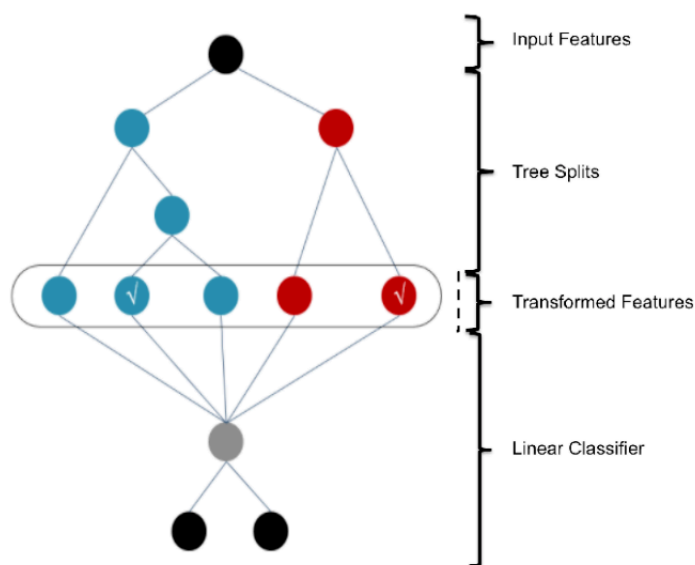 Input Features
Tree Splits
√
√
Transformed Features
Linear Classifier